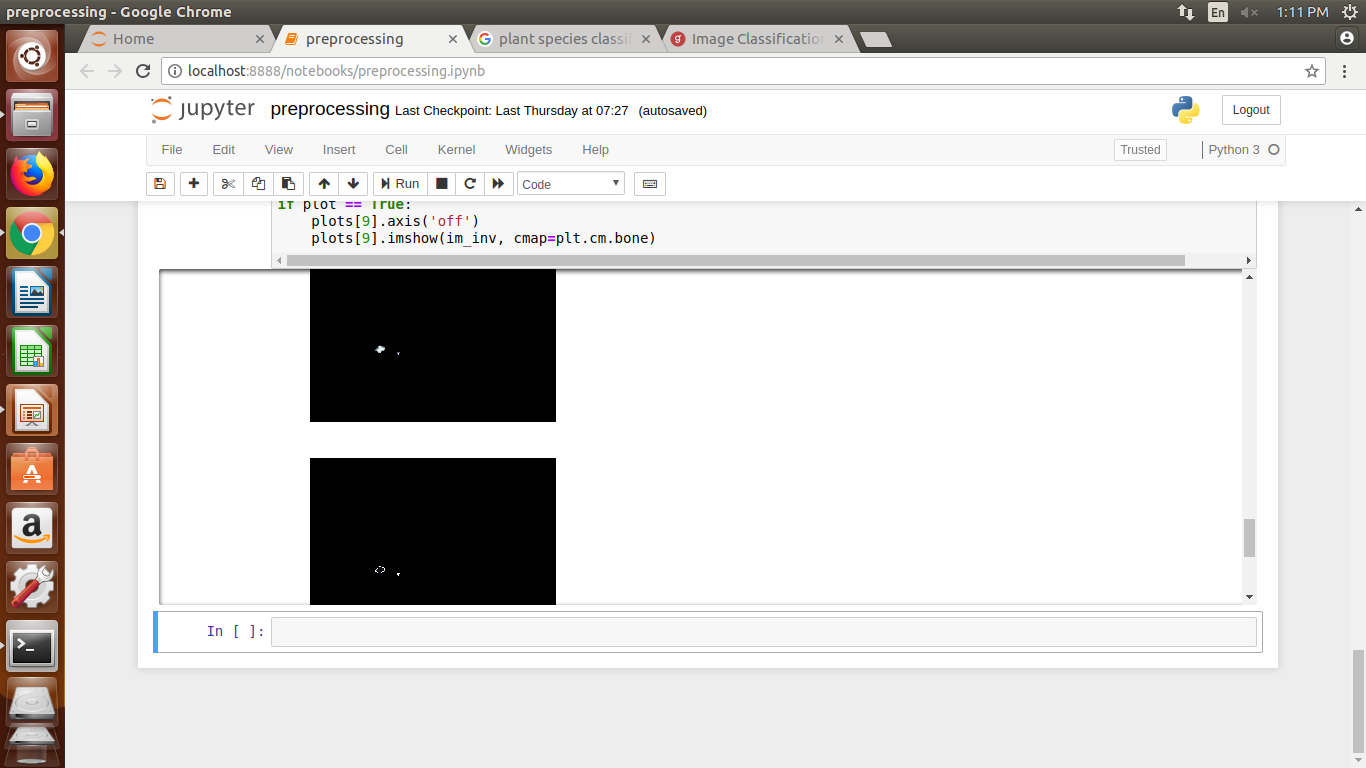 preprocessing - Google Chrome
En
1:11 PM
Home
preprocessing
plant species classif
Image Classification
localhost:8888/notebooks/preprocessing.ipynb
jupyter preprocessing Last Checkpoint: Last Thursday at 07:27 (autosaved)
Logout
File Edit View Insert Cell Kernel Widgets Help
Trusted
Python 3
Run
Code
if plot == True:
plots[9].axis('off')
plots[9].imshow(im_inv, cmap=plt.cm.bone)
In [ ]: